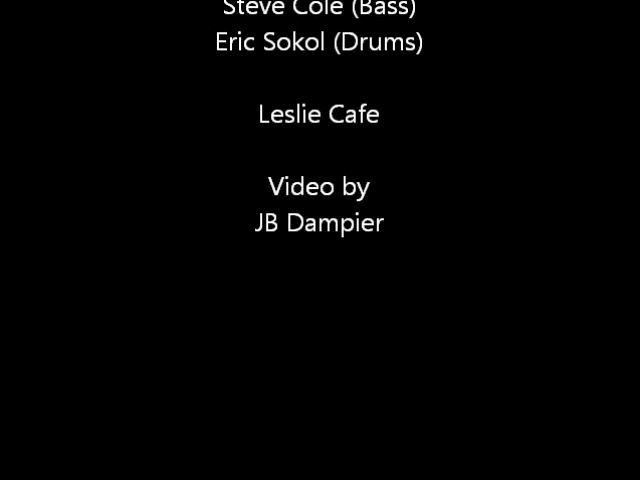 Steve Cole (Bass)
Eric Sokol (Drums)
Leslie Cafe
Video by
JB Dampier